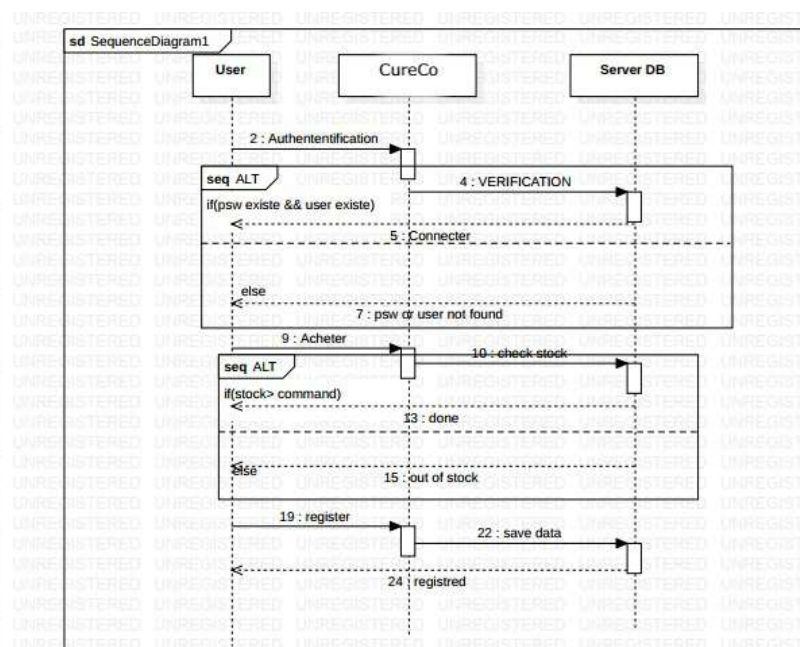 sd SequenceDiagram1
User
CureCo
Server DB
2 : Authententification
seq ALT
4 : VERIFICATION
if(psw existe && user existe)
5 : Connecter
else
7 : psw or user not found
9 : Acheter
10 : check stock
seq ALT
if(stock> command)
13 : done
else
15 : out of stock
19 : register
22 : save data
24 : registred
UNREGISTERED